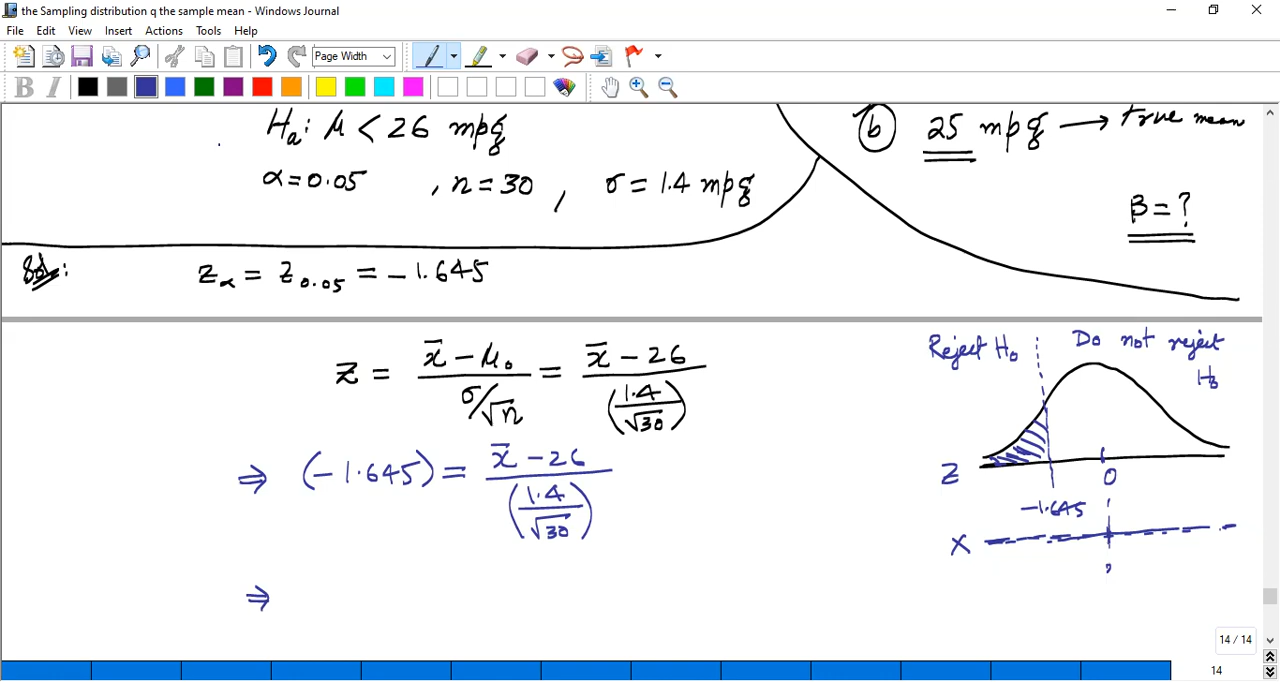 the Sampling distribution q the sample mean - Windows Journal
File Edit View Insert Actions Tools Help
Page Width
B I
Ha: μ < 26 mpg
α = 0.05 , n = 30 , σ = 1.4 mpg
(b) 25 mpg → true mean
β = ?
Sol: Zα = Z0.05 = -1.645
Z = (x̄ - μ0)/(σ/√n) = (x̄ - 26)/(1.4/√30)
⇒ (-1.645) = (x̄ - 26)/(1.4/√30)
⇒
Reject H0 Do not reject
H0
Z 0
-1.645
X
14 / 14
14